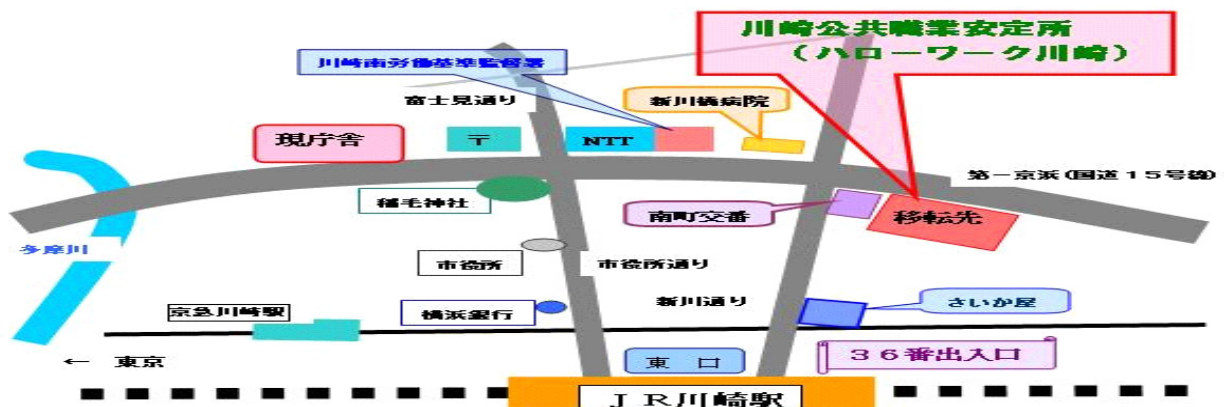 川崎公共職業安定所
(ハローワーク川崎)
川崎南労働基準監督署
富士見通り
新川橋病院
現庁舎
〒
NTT
第一京浜(国道15号線)
稲毛神社
南町交番
移転先
多摩川
市役所
市役所通り
京急川崎駅
横浜銀行
新川通り
さいか屋
← 東京
東 口
36番出入口
JR川崎駅